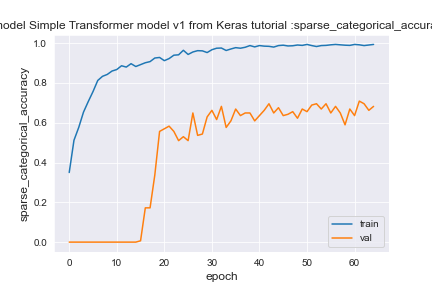 model Simple Transformer model v1 from Keras tutorial :sparse_categorical_accura
sparse_categorical_accuracy
1.0
0.8
0.6
0.4
0.2
0.0
train
val
0 10 20 30 40 50 60
epoch